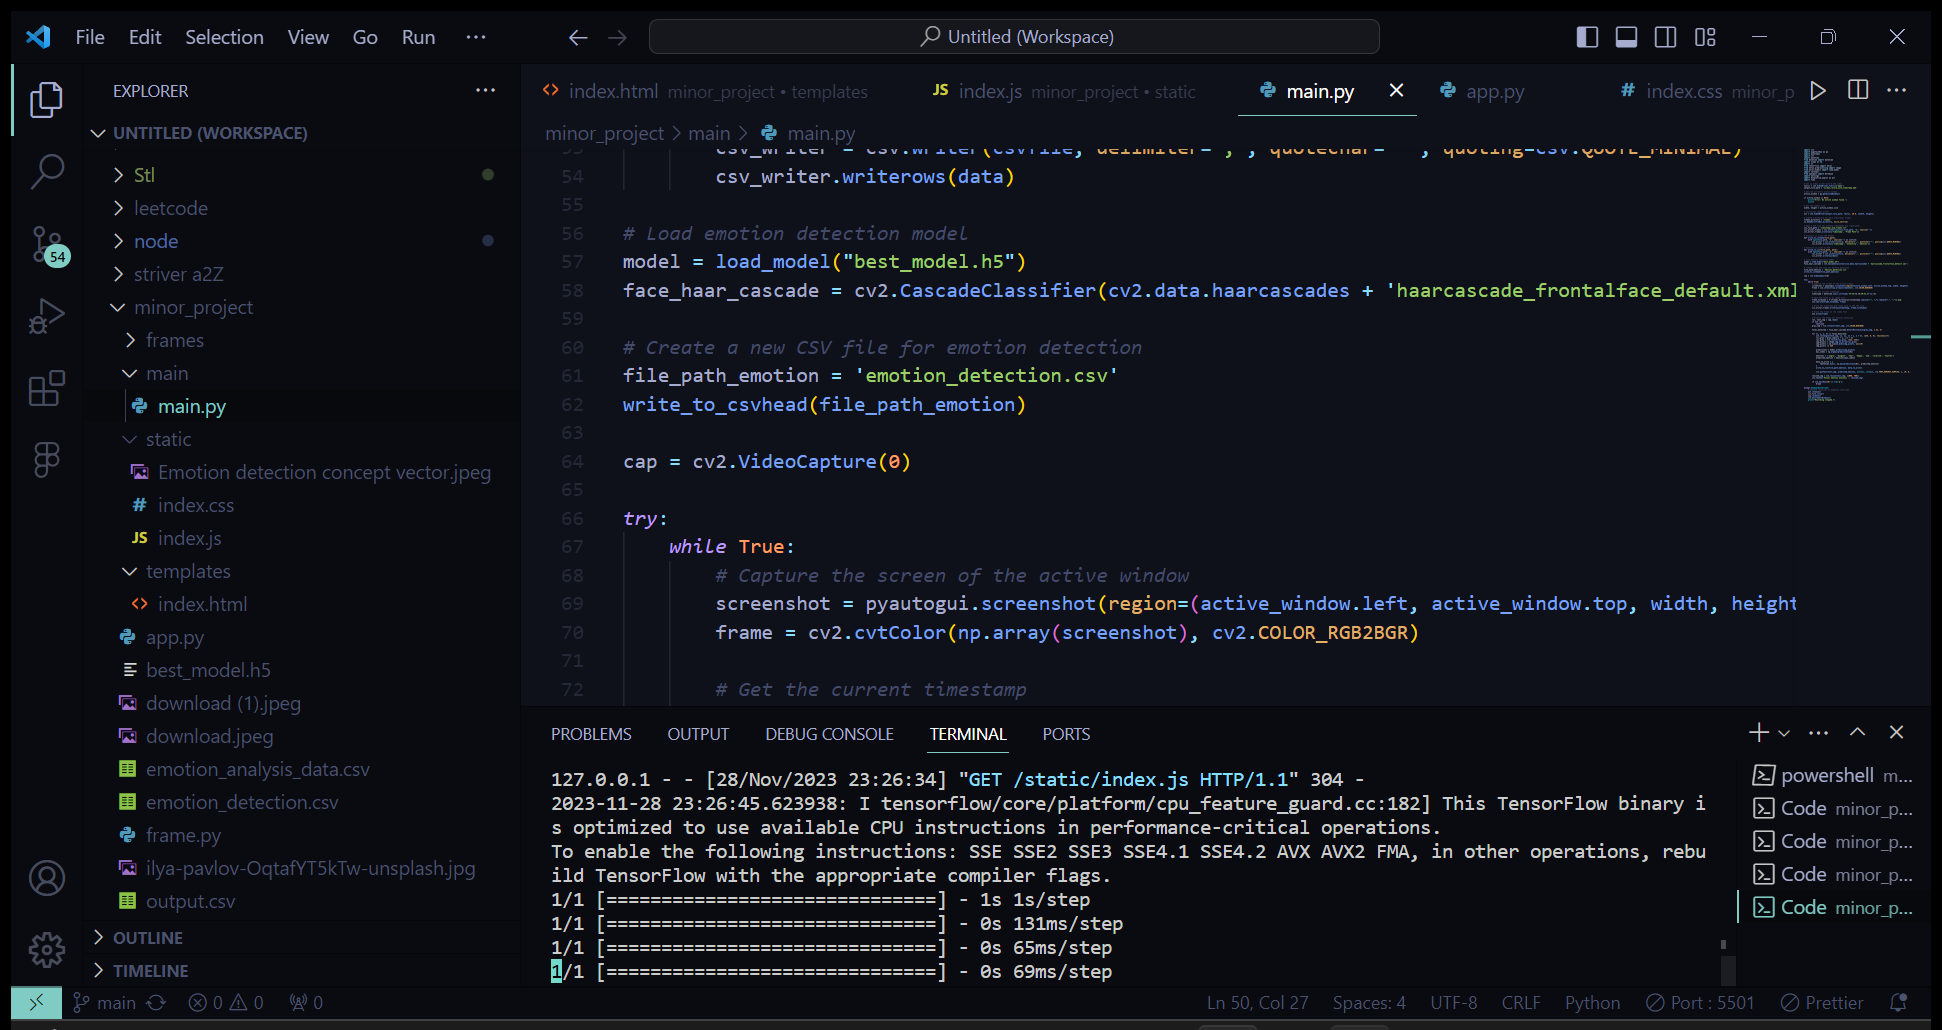 File Edit Selection View Go Run ···
Untitled (Workspace)
EXPLORER
UNTITLED (WORKSPACE)
Stl
leetcode
node
striver a2Z
minor_project
frames
main
main.py
static
Emotion detection concept vector.jpeg
# index.css
JS index.js
templates
<> index.html
app.py
best_model.h5
download (1).jpeg
download.jpeg
emotion_analysis_data.csv
emotion_detection.csv
frame.py
ilya-pavlov-OqtafYT5kTw-unsplash.jpg
output.csv
OUTLINE
TIMELINE
54
<> index.html minor_project • templates
JS index.js minor_project • static
main.py
app.py
# index.css minor_p
minor_project > main > main.py
53 csv_writer = csv.writer(csvfile, delimiter=',', quotechar=' ', quoting=csv.QUOTE_MINIMAL)
54 csv_writer.writerows(data)
55
56 # Load emotion detection model
57 model = load_model("best_model.h5")
58 face_haar_cascade = cv2.CascadeClassifier(cv2.data.haarcascades + 'haarcascade_frontalface_default.xml
59
60 # Create a new CSV file for emotion detection
61 file_path_emotion = 'emotion_detection.csv'
62 write_to_csvhead(file_path_emotion)
63
64 cap = cv2.VideoCapture(0)
65
66 try:
67 while True:
68 # Capture the screen of the active window
69 screenshot = pyautogui.screenshot(region=(active_window.left, active_window.top, width, height
70 frame = cv2.cvtColor(np.array(screenshot), cv2.COLOR_RGB2BGR)
71
72 # Get the current timestamp
PROBLEMS OUTPUT DEBUG CONSOLE TERMINAL PORTS
127.0.0.1 - - [28/Nov/2023 23:26:34] "GET /static/index.js HTTP/1.1" 304 -
2023-11-28 23:26:45.623938: I tensorflow/core/platform/cpu_feature_guard.cc:182] This TensorFlow binary i
s optimized to use available CPU instructions in performance-critical operations.
To enable the following instructions: SSE SSE2 SSE3 SSE4.1 SSE4.2 AVX AVX2 FMA, in other operations, rebu
ild TensorFlow with the appropriate compiler flags.
1/1 [==============================] - 1s 1s/step
1/1 [==============================] - 0s 131ms/step
1/1 [==============================] - 0s 65ms/step
1/1 [==============================] - 0s 69ms/step
powershell m...
Code minor_p...
Code minor_p...
Code minor_p...
Code minor_p...
main 0 0 0
Ln 50, Col 27 Spaces: 4 UTF-8 CRLF Python Port : 5501 Prettier